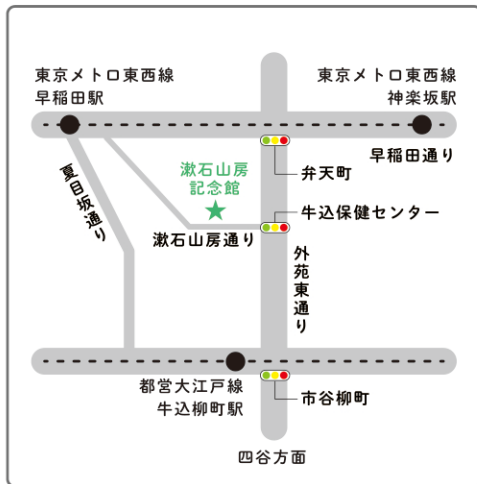 東京メトロ東西線
早稲田駅
東京メトロ東西線
神楽坂駅
早稲田通り
夏目坂通り
漱石山房
記念館
弁天町
漱石山房通り
牛込保健センター
外苑東通り
都営大江戸線
牛込柳町駅
市谷柳町
四谷方面